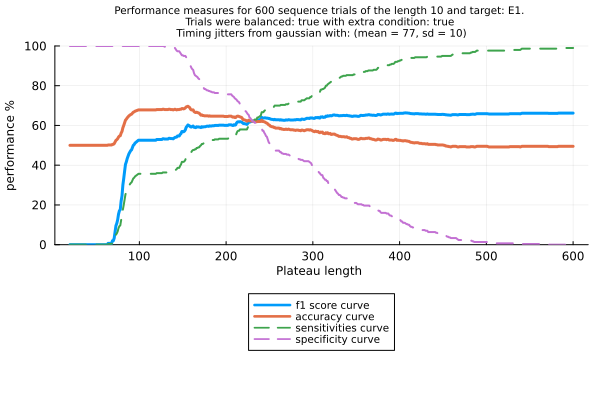 Performance measures for 600 sequence trials of the length 10 and target: E1.
Trials were balanced: true with extra condition: true
Timing jitters from gaussian with: (mean = 77, sd = 10)
performance %
100
80
60
40
20
0
100
200
300
400
500
600
Plateau length
f1 score curve
accuracy curve
sensitivities curve
specificity curve